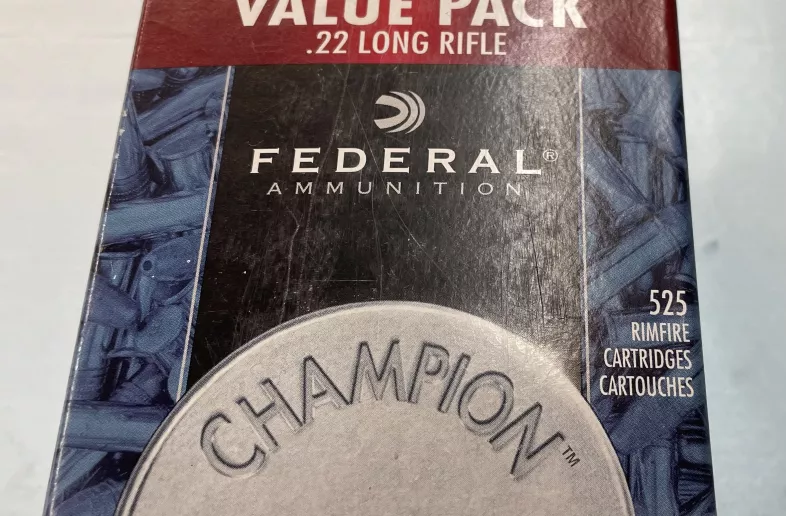 VALUE PACK
.22 LONG RIFLE
FEDERAL®
AMMUNITION
525
RIMFIRE
CARTRIDGES
CARTOUCHES
CHAMPION™